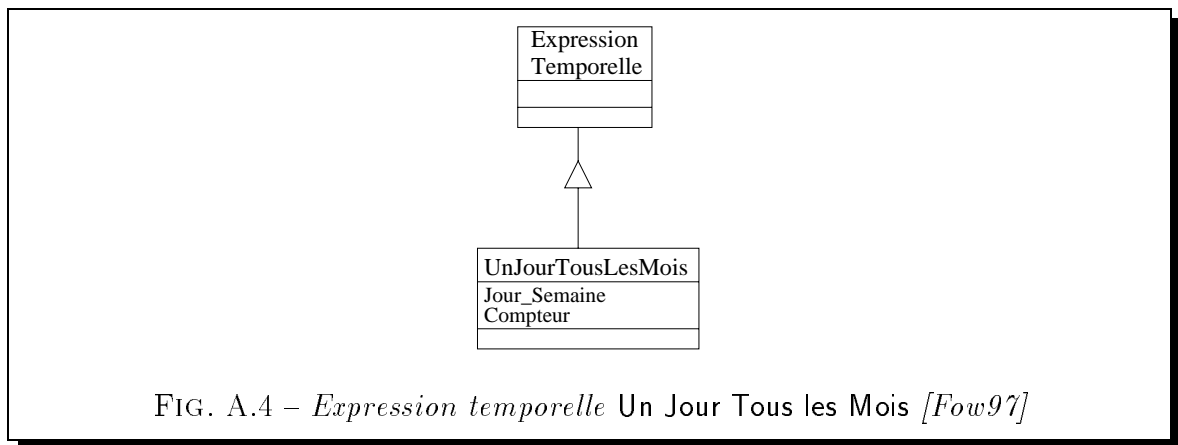 Expression
Temporelle
UnJourTousLesMois
Jour_Semaine
Compteur
FIG. A.4 – Expression temporelle Un Jour Tous les Mois [Fow97]